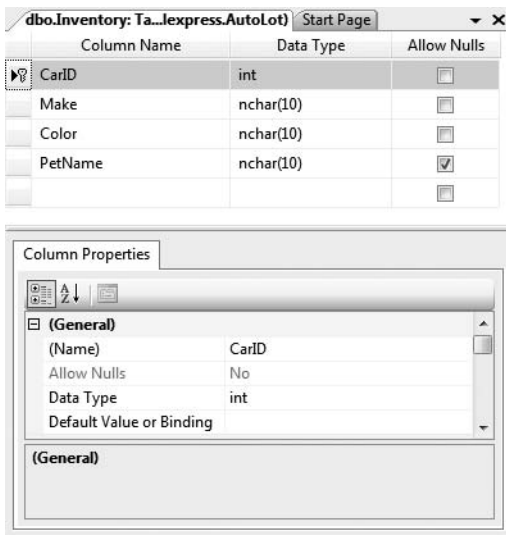 dbo.Inventory: Ta...lexpress.AutoLot) Start Page
Column Name Data Type Allow Nulls
CarID int
Make nchar(10)
Color nchar(10)
PetName nchar(10)
Column Properties
(General)
(Name) CarID
Allow Nulls No
Data Type int
Default Value or Binding
(General)